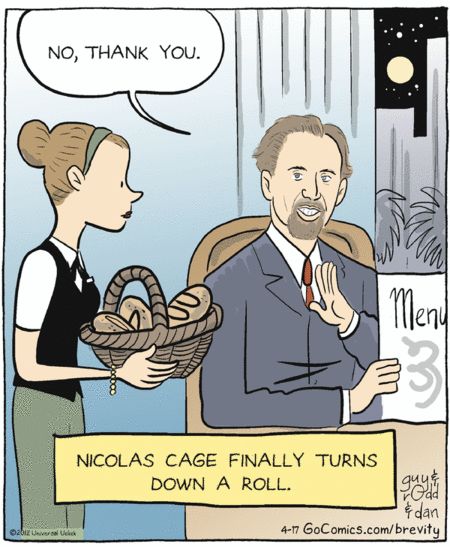 NO, THANK YOU.
Menu
NICOLAS CAGE FINALLY TURNS
DOWN A ROLL.
guy &
rodd
& dan
©2012 Universal Uclick
4-17 GoComics.com/brevity